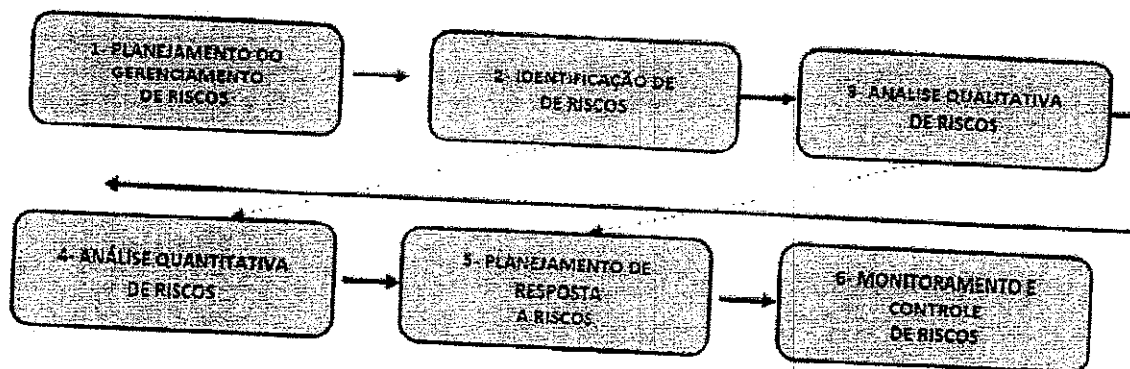 1- PLANEJAMENTO DO
GERENCIAMENTO
DE RISCOS
2- IDENTIFICAÇÃO DE
DE RISCOS
3- ANÁLISE QUALITATIVA
DE RISCOS
4- ANÁLISE QUANTITATIVA
DE RISCOS
5- PLANEJAMENTO DE
RESPOSTA
A RISCOS
6- MONITORAMENTO E
CONTROLE
DE RISCOS